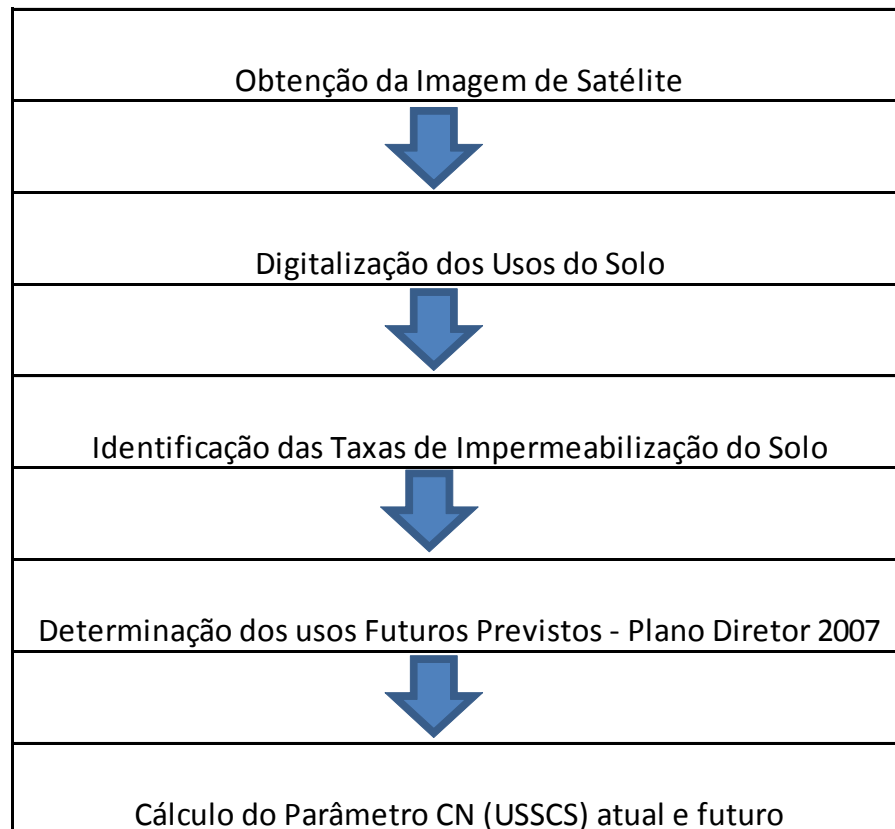 Obtenção da Imagem de Satélite
Digitalização dos Usos do Solo
Identificação das Taxas de Impermeabilização do Solo
Determinação dos usos Futuros Previstos - Plano Diretor 2007
Cálculo do Parâmetro CN (USSCS) atual e futuro